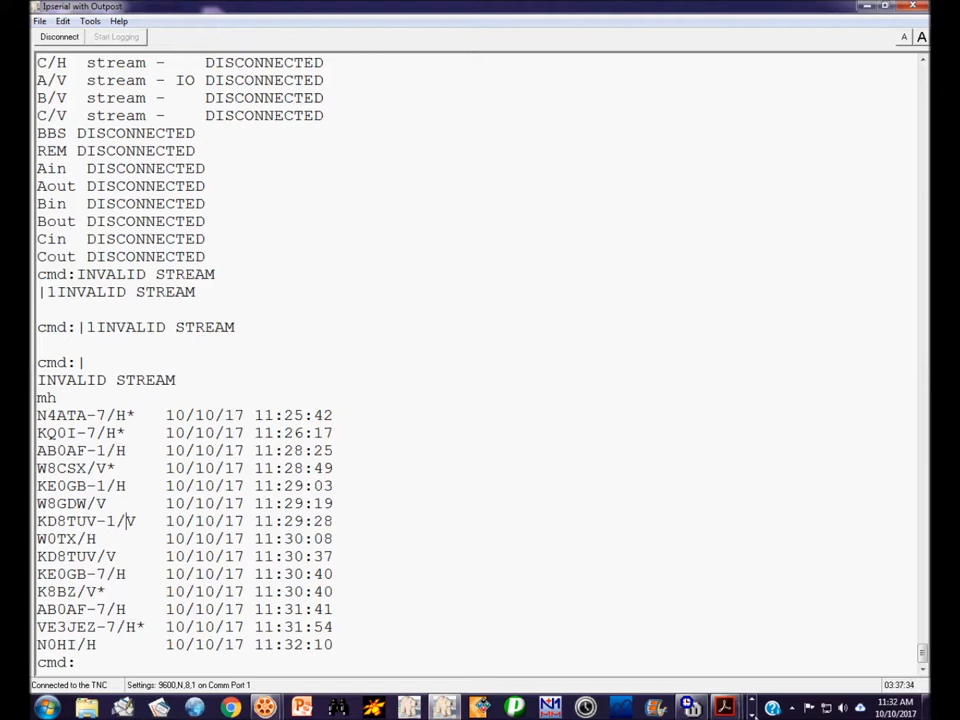 Ipserial with Outpost
File Edit Tools Help
Disconnect Start Logging A A
C/H stream - DISCONNECTED
A/V stream - IO DISCONNECTED
B/V stream - DISCONNECTED
C/V stream - DISCONNECTED
BBS DISCONNECTED
REM DISCONNECTED
Ain DISCONNECTED
Aout DISCONNECTED
Bin DISCONNECTED
Bout DISCONNECTED
Cin DISCONNECTED
Cout DISCONNECTED
cmd:INVALID STREAM
|1INVALID STREAM
cmd:|1INVALID STREAM
cmd:|
INVALID STREAM
mh
N4ATA-7/H* 10/10/17 11:25:42
KQ0I-7/H* 10/10/17 11:26:17
AB0AF-1/H 10/10/17 11:28:25
W8CSX/V* 10/10/17 11:28:49
KE0GB-1/H 10/10/17 11:29:03
W8GDW/V 10/10/17 11:29:19
KD8TUV-1/V 10/10/17 11:29:28
W0TX/H 10/10/17 11:30:08
KD8TUV/V 10/10/17 11:30:37
KE0GB-7/H 10/10/17 11:30:40
K8BZ/V* 10/10/17 11:30:40
AB0AF-7/H 10/10/17 11:31:41
VE3JEZ-7/H* 10/10/17 11:31:54
N0HI/H 10/10/17 11:32:10
cmd:
Connected to the TNC Settings: 9600,N,8,1 on Comm Port 1 03:37:34
11:32 AM
10/10/2017